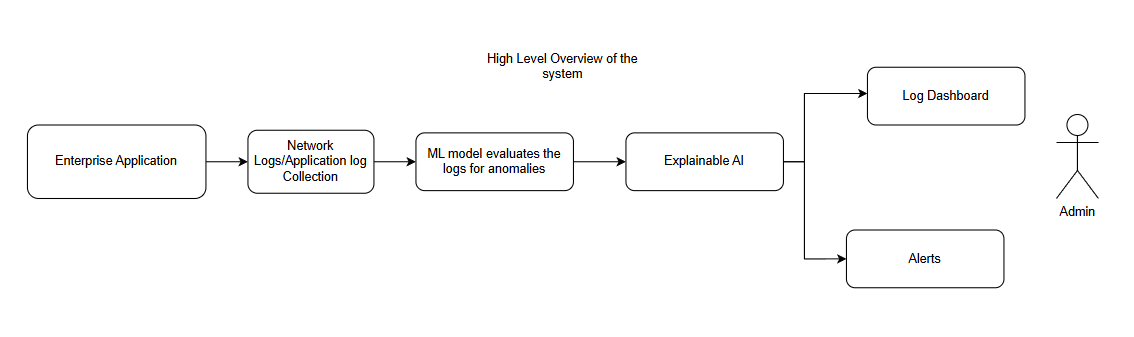 High Level Overview of the
system
Enterprise Application
Network
Logs/Application log
Collection
ML model evaluates the
logs for anomalies
Explainable AI
Log Dashboard
Alerts
Admin